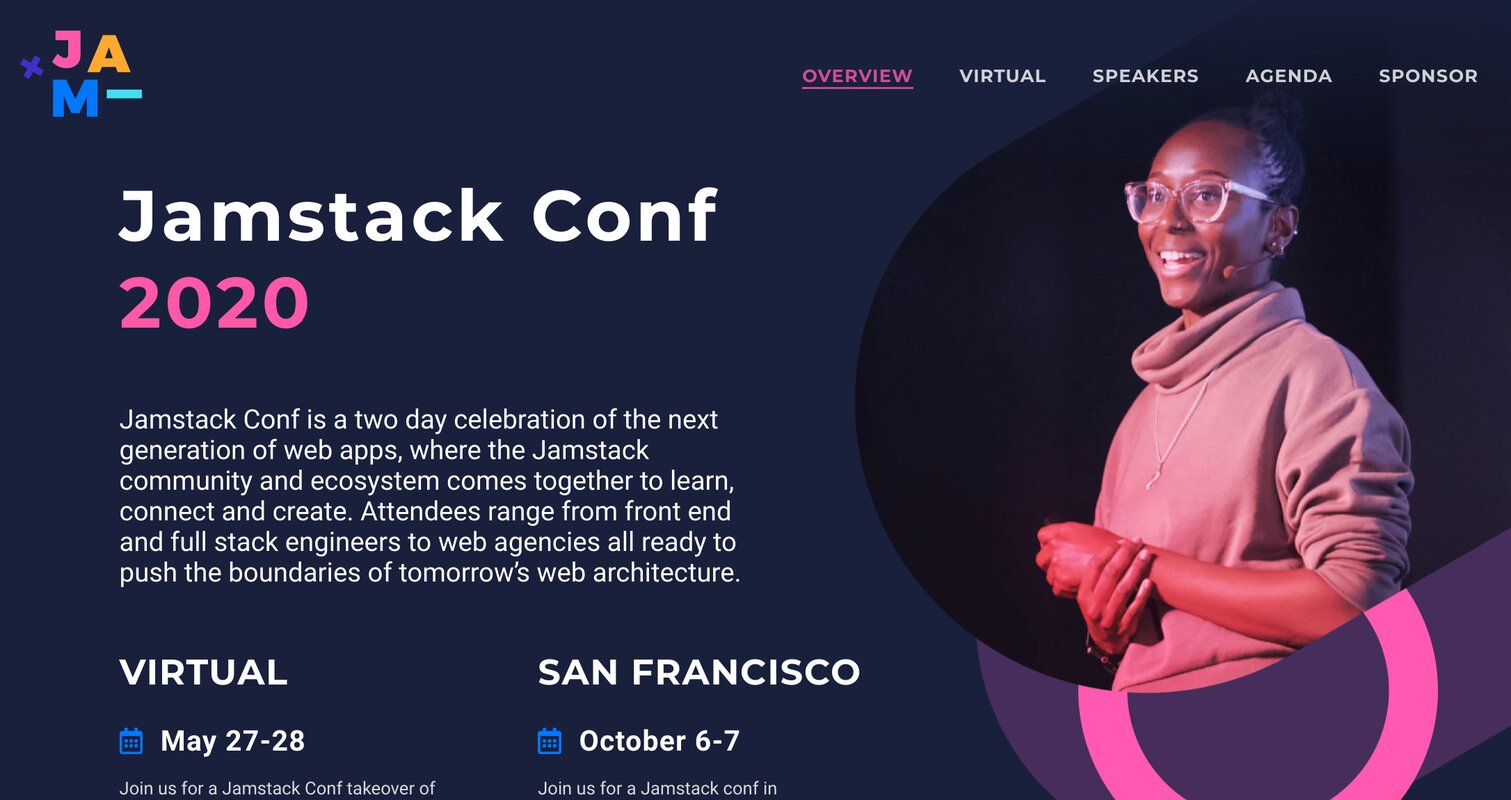 JA
M
OVERVIEW VIRTUAL SPEAKERS AGENDA SPONSOR
Jamstack Conf
2020
Jamstack Conf is a two day celebration of the next
generation of web apps, where the Jamstack
community and ecosystem comes together to learn,
connect and create. Attendees range from front end
and full stack engineers to web agencies all ready to
push the boundaries of tomorrow’s web architecture.
VIRTUAL
May 27-28
Join us for a Jamstack Conf takeover of
SAN FRANCISCO
October 6-7
Join us for a Jamstack conf in